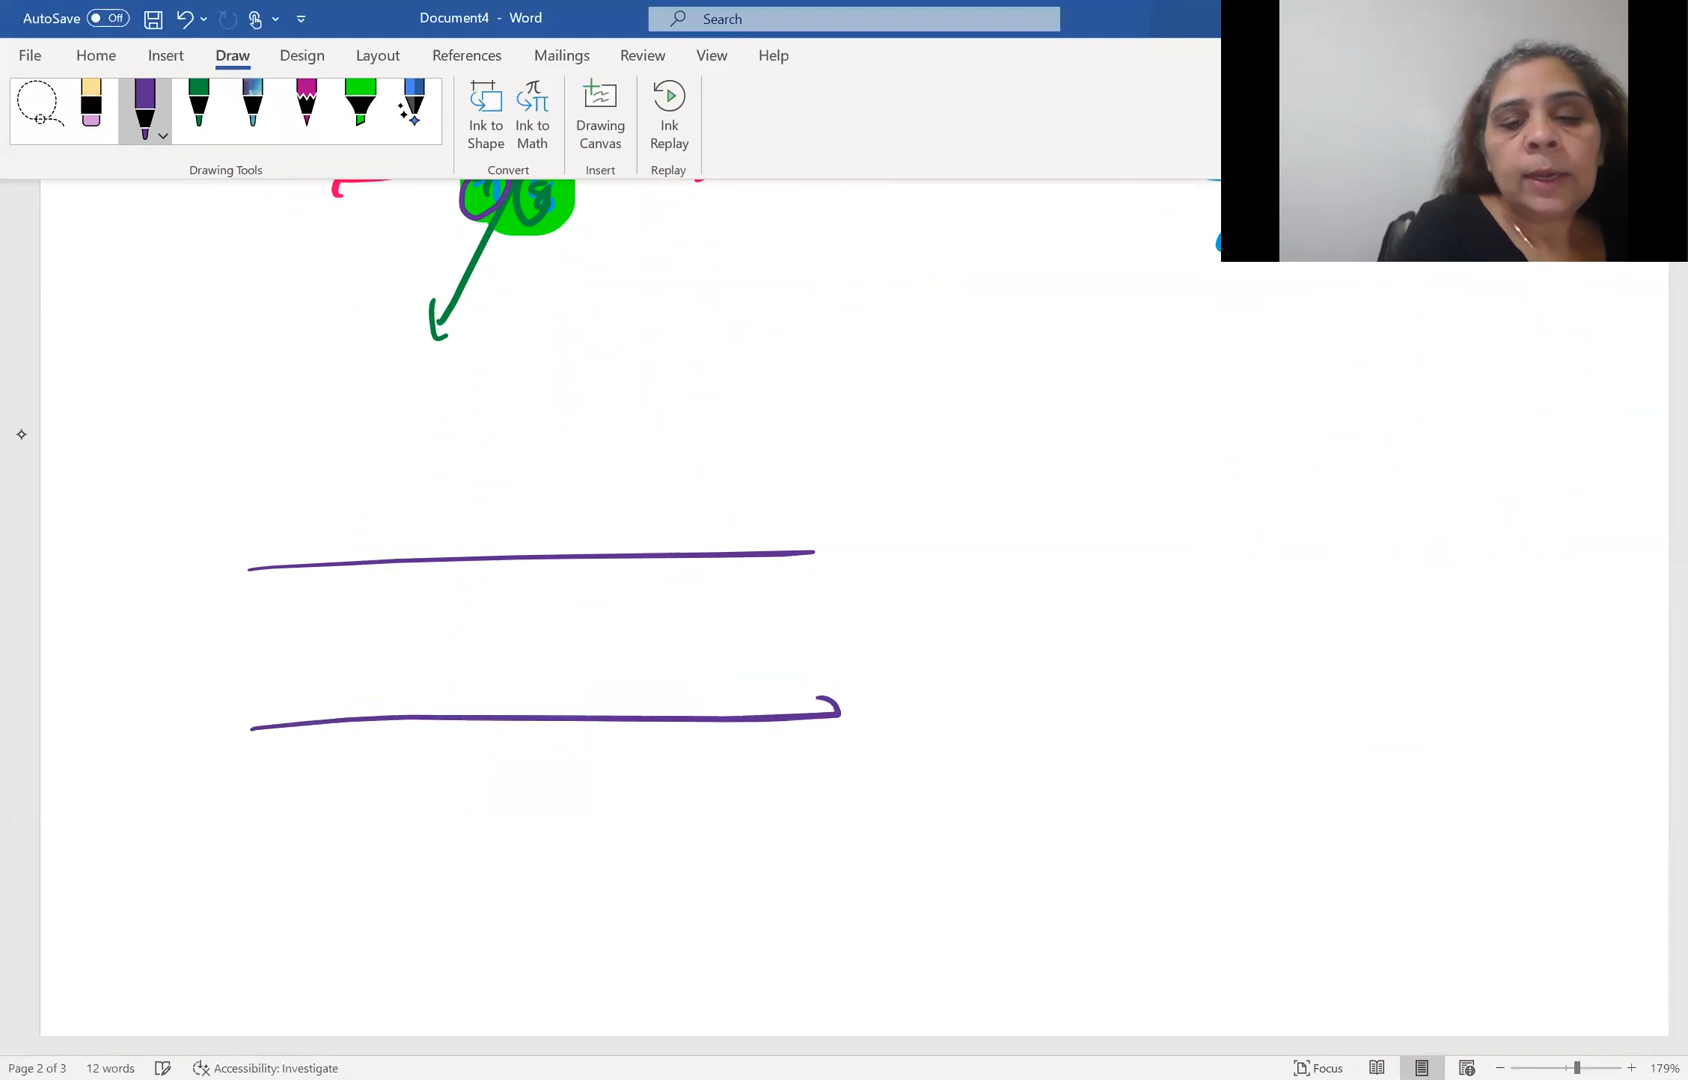 AutoSave Off Document4 - Word Search
File Home Insert Draw Design Layout References Mailings Review View Help
Ink to Shape
Ink to Math
Drawing Canvas
Ink Replay
Drawing Tools Convert Insert Replay
8
Page 2 of 3 12 words Accessibility: Investigate Focus 179%